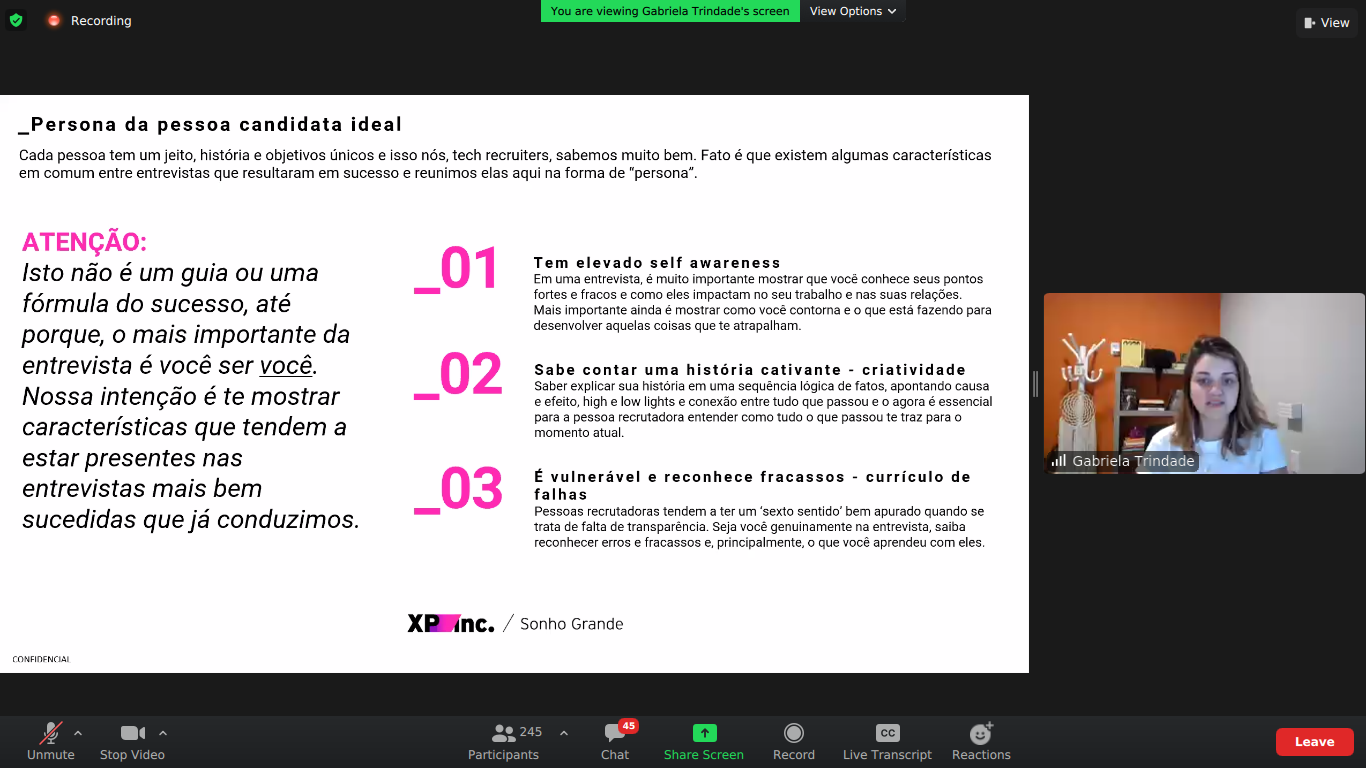 Recording
You are viewing Gabriela Trindade's screen
View Options
View
_Persona da pessoa candidata ideal
Cada pessoa tem um jeito, história e objetivos únicos e isso nós, tech recruiters, sabemos muito bem. Fato é que existem algumas características
em comum entre entrevistas que resultaram em sucesso e reunimos elas aqui na forma de “persona”.
ATENÇÃO:
Isto não é um guia ou uma
fórmula do sucesso, até
porque, o mais importante da
entrevista é você ser você.
Nossa intenção é te mostrar
características que tendem a
estar presentes nas
entrevistas mais bem
sucedidas que já conduzimos.
_01
Tem elevado self awareness
Em uma entrevista, é muito importante mostrar que você conhece seus pontos
fortes e fracos e como eles impactam no seu trabalho e nas suas relações.
Mais importante ainda é mostrar como você contorna e o que está fazendo para
desenvolver aquelas coisas que te atrapalham.
_02
Sabe contar uma história cativante - criatividade
Saber explicar sua história em uma sequência lógica de fatos, apontando causa
e efeito, high e low lights e conexão entre tudo que passou e o agora é essencial
para a pessoa recrutadora entender como tudo o que passou te traz para o
momento atual.
_03
É vulnerável e reconhece fracassos - currículo de
falhas
Pessoas recrutadoras tendem a ter um ‘sexto sentido’ bem apurado quando se
trata de falta de transparência. Seja você genuinamente na entrevista, saiba
reconhecer erros e fracassos e, principalmente, o que você aprendeu com eles.
XP inc. / Sonho Grande
CONFIDENCIAL
Gabriela Trindade
Unmute
Stop Video
245
Participants
45
Chat
Share Screen
Record
CC
Live Transcript
Reactions
Leave